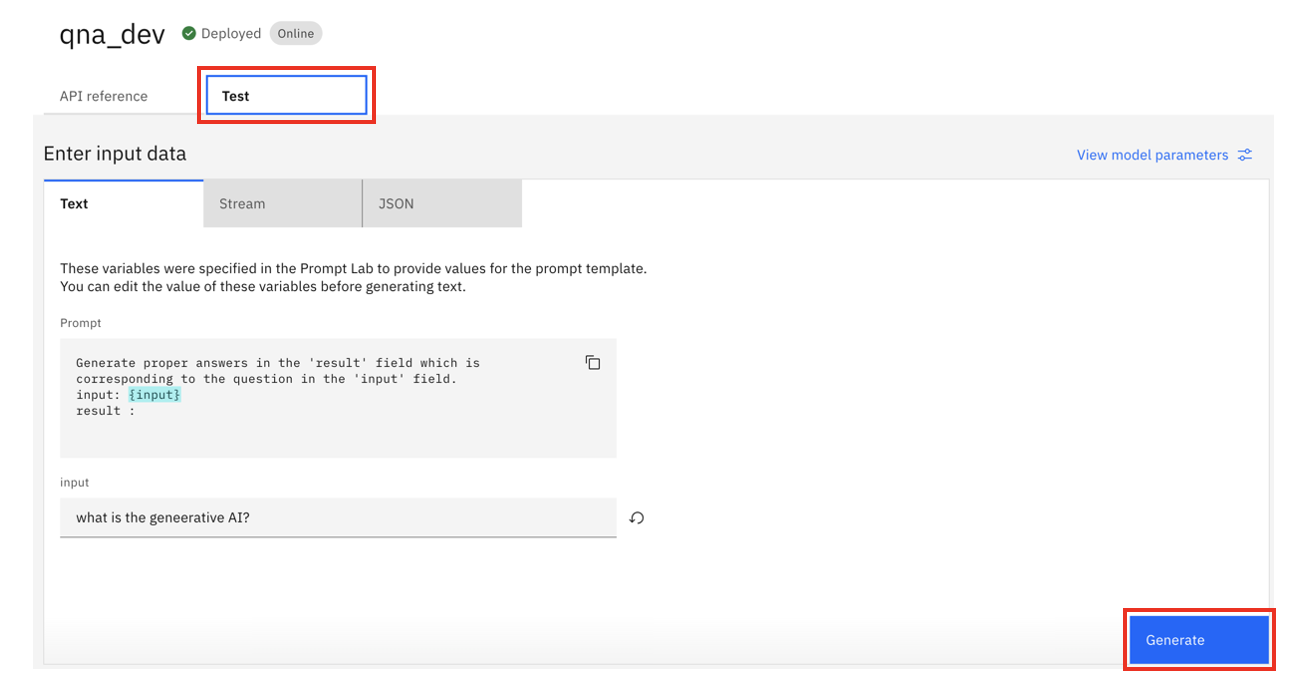 qna_dev Deployed Online
API reference Test
Enter input data View model parameters
Text Stream JSON
These variables were specified in the Prompt Lab to provide values for the prompt template.
You can edit the value of these variables before generating text.
Prompt
Generate proper answers in the 'result' field which is
corresponding to the question in the 'input' field.
input: {input}
result :
input
what is the geneerative AI?
Generate